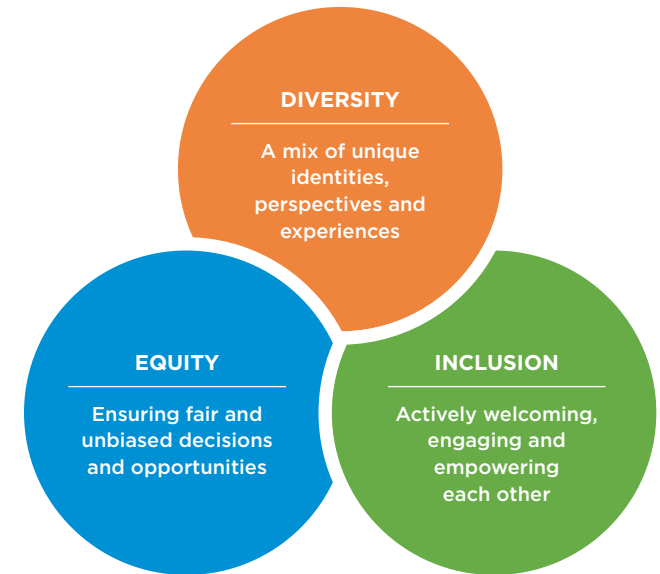 DIVERSITY
A mix of unique
identities,
perspectives and
experiences
EQUITY
Ensuring fair and
unbiased decisions
and opportunities
INCLUSION
Actively welcoming,
engaging and
empowering
each other